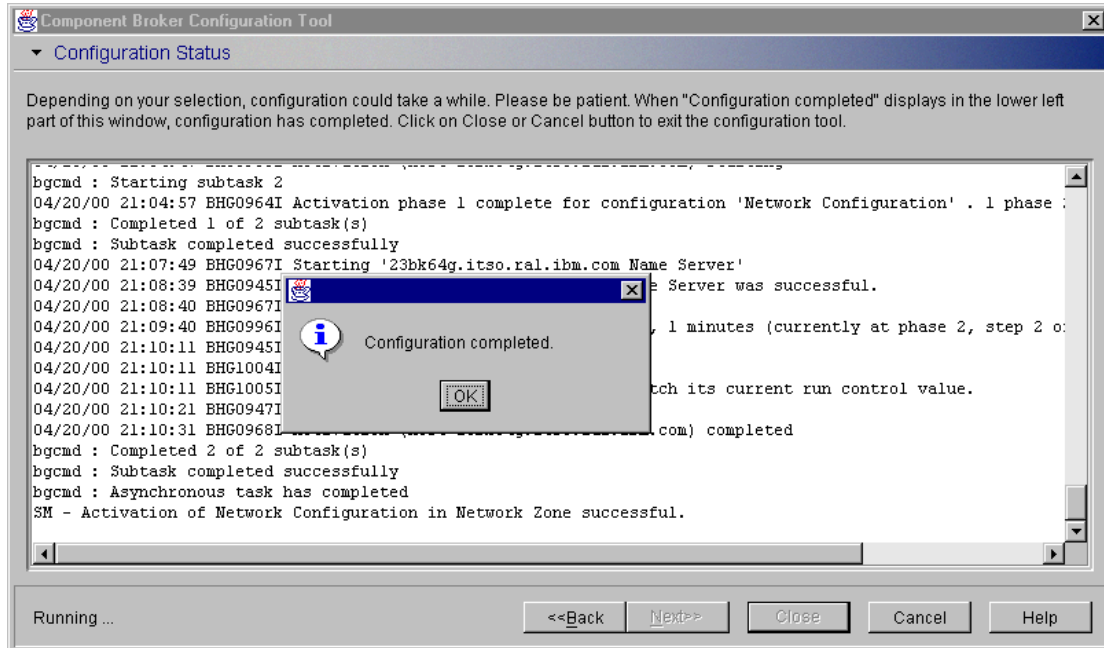 Component Broker Configuration Tool
Configuration Status
Depending on your selection, configuration could take a while. Please be patient. When "Configuration completed" displays in the lower left
part of this window, configuration has completed. Click on Close or Cancel button to exit the configuration tool.
bgcmd : Starting subtask 2
04/20/00 21:04:57 BHG0964I Activation phase 1 complete for configuration 'Network Configuration' . 1 phase
bgcmd : Completed 1 of 2 subtask(s)
bgcmd : Subtask completed successfully
04/20/00 21:07:49 BHG0967I Starting '23bk64g.itso.ral.ibm.com Name Server'
04/20/00 21:08:39 BHG0945I e Server was successful.
04/20/00 21:08:40 BHG0967I
04/20/00 21:09:40 BHG0996I , 1 minutes (currently at phase 2, step 2 o
04/20/00 21:10:11 BHG0945I
04/20/00 21:10:11 BHG1004I
04/20/00 21:10:11 BHG1005I tch its current run control value.
04/20/00 21:10:21 BHG0947I
04/20/00 21:10:31 BHG0968I .com) completed
bgcmd : Completed 2 of 2 subtask(s)
bgcmd : Subtask completed successfully
bgcmd : Asynchronous task has completed
SM - Activation of Network Configuration in Network Zone successful.
Configuration completed.
OK
Running ...
<<Back Next>> Close Cancel Help